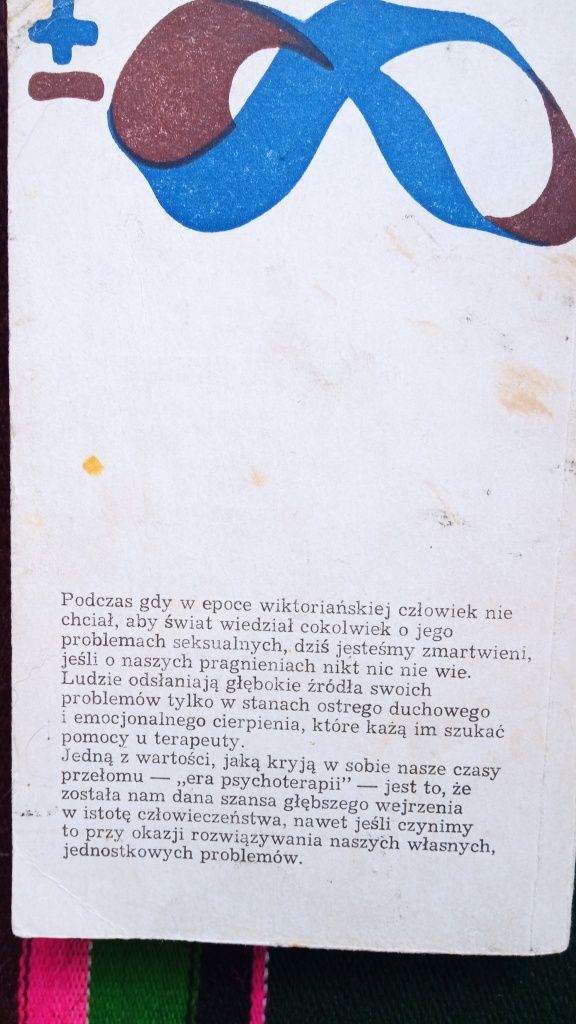 Podczas gdy w epoce wiktoriańskiej człowiek nie
chciał, aby świat wiedział cokolwiek o jego
problemach seksualnych, dziś jesteśmy zmartwieni,
jeśli o naszych pragnieniach nikt nic nie wie.
Ludzie odsłaniają głębokie źródła swoich
problemów tylko w stanach ostrego duchowego
i emocjonalnego cierpienia, które każą im szukać
pomocy u terapeuty.
Jedną z wartości, jaką kryją w sobie nasze czasy
przełomu — „era psychoterapii” — jest to, że
została nam dana szansa głębszego wejrzenia
w istotę człowieczeństwa, nawet jeśli czynimy
to przy okazji rozwiązywania naszych własnych,
jednostkowych problemów.